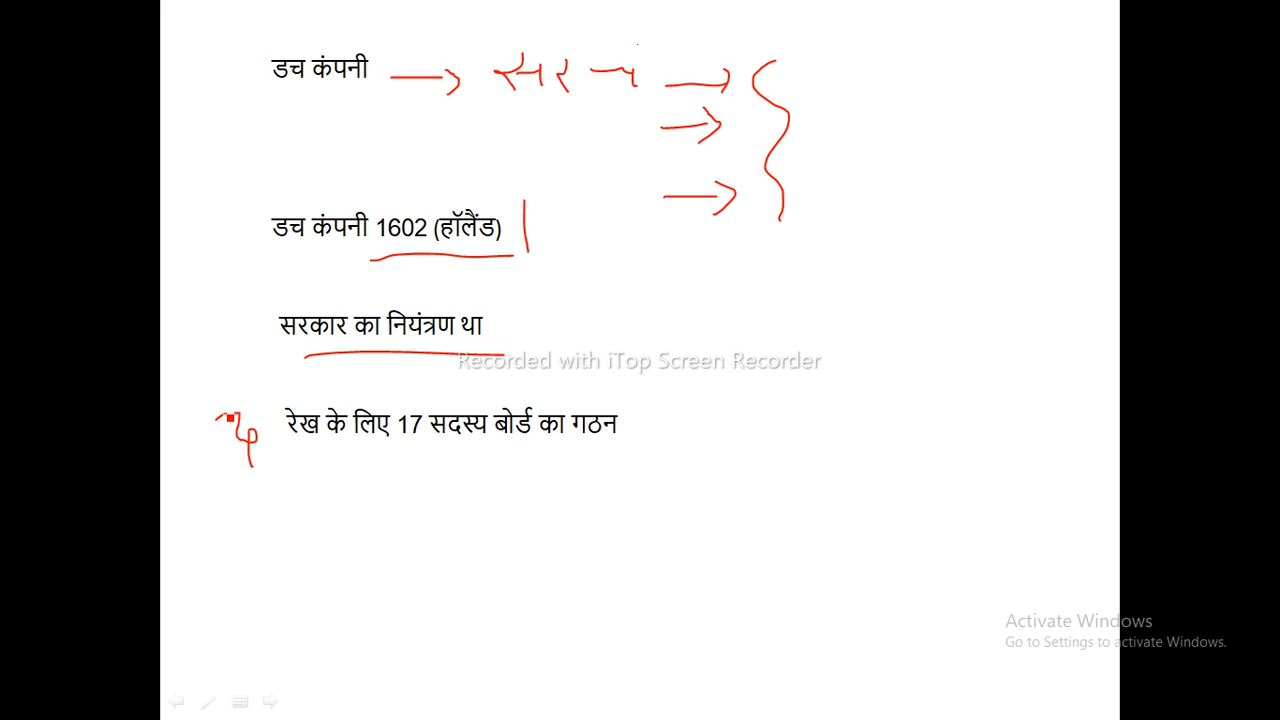 डच कंपनी
डच कंपनी 1602 (हॉलैंड)
सरकार का नियंत्रण था
Recorded with iTop Screen Recorder
रेख के लिए 17 सदस्य बोर्ड का गठन
Activate Windows
Go to Settings to activate Windows.